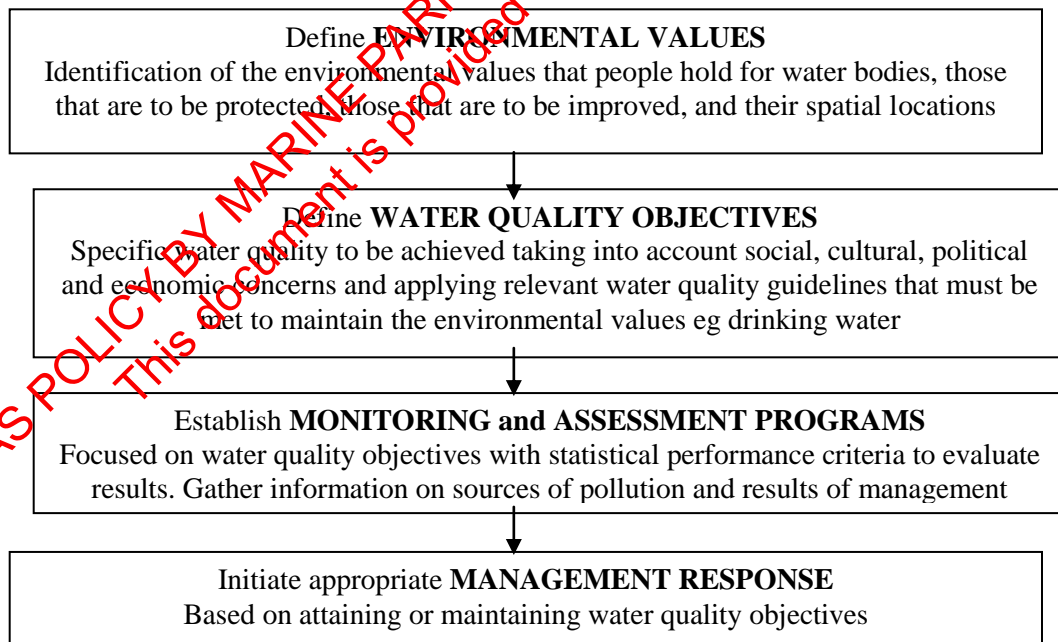 Define ENVIRONMENTAL VALUES
Identification of the environmental values that people hold for water bodies, those
that are to be protected, those that are to be improved, and their spatial locations
Define WATER QUALITY OBJECTIVES
Specific water quality to be achieved taking into account social, cultural, political
and economic concerns and applying relevant water quality guidelines that must be
met to maintain the environmental values eg drinking water
Establish MONITORING and ASSESSMENT PROGRAMS
Focused on water quality objectives with statistical performance criteria to evaluate
results. Gather information on sources of pollution and results of management
Initiate appropriate MANAGEMENT RESPONSE
Based on attaining or maintaining water quality objectives
AS POLICY BY MARINE PAR
This document is provided